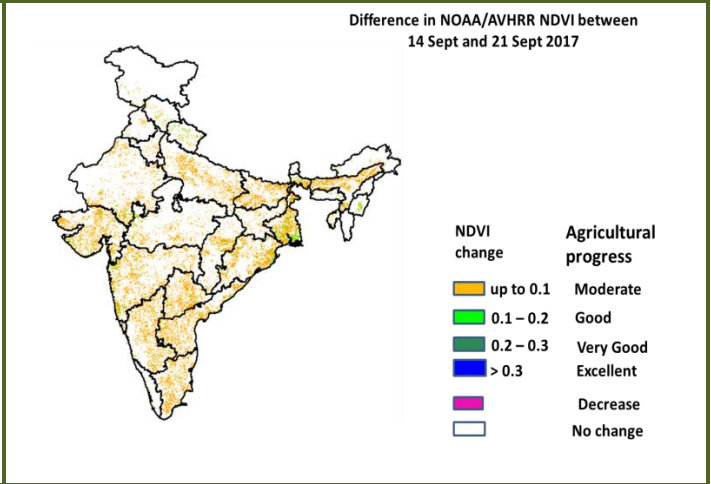 Difference in NOAA/AVHRR NDVI between
14 Sept and 21 Sept 2017
NDVI change Agricultural progress
up to 0.1 Moderate
0.1 – 0.2 Good
0.2 – 0.3 Very Good
> 0.3 Excellent
Decrease
No change